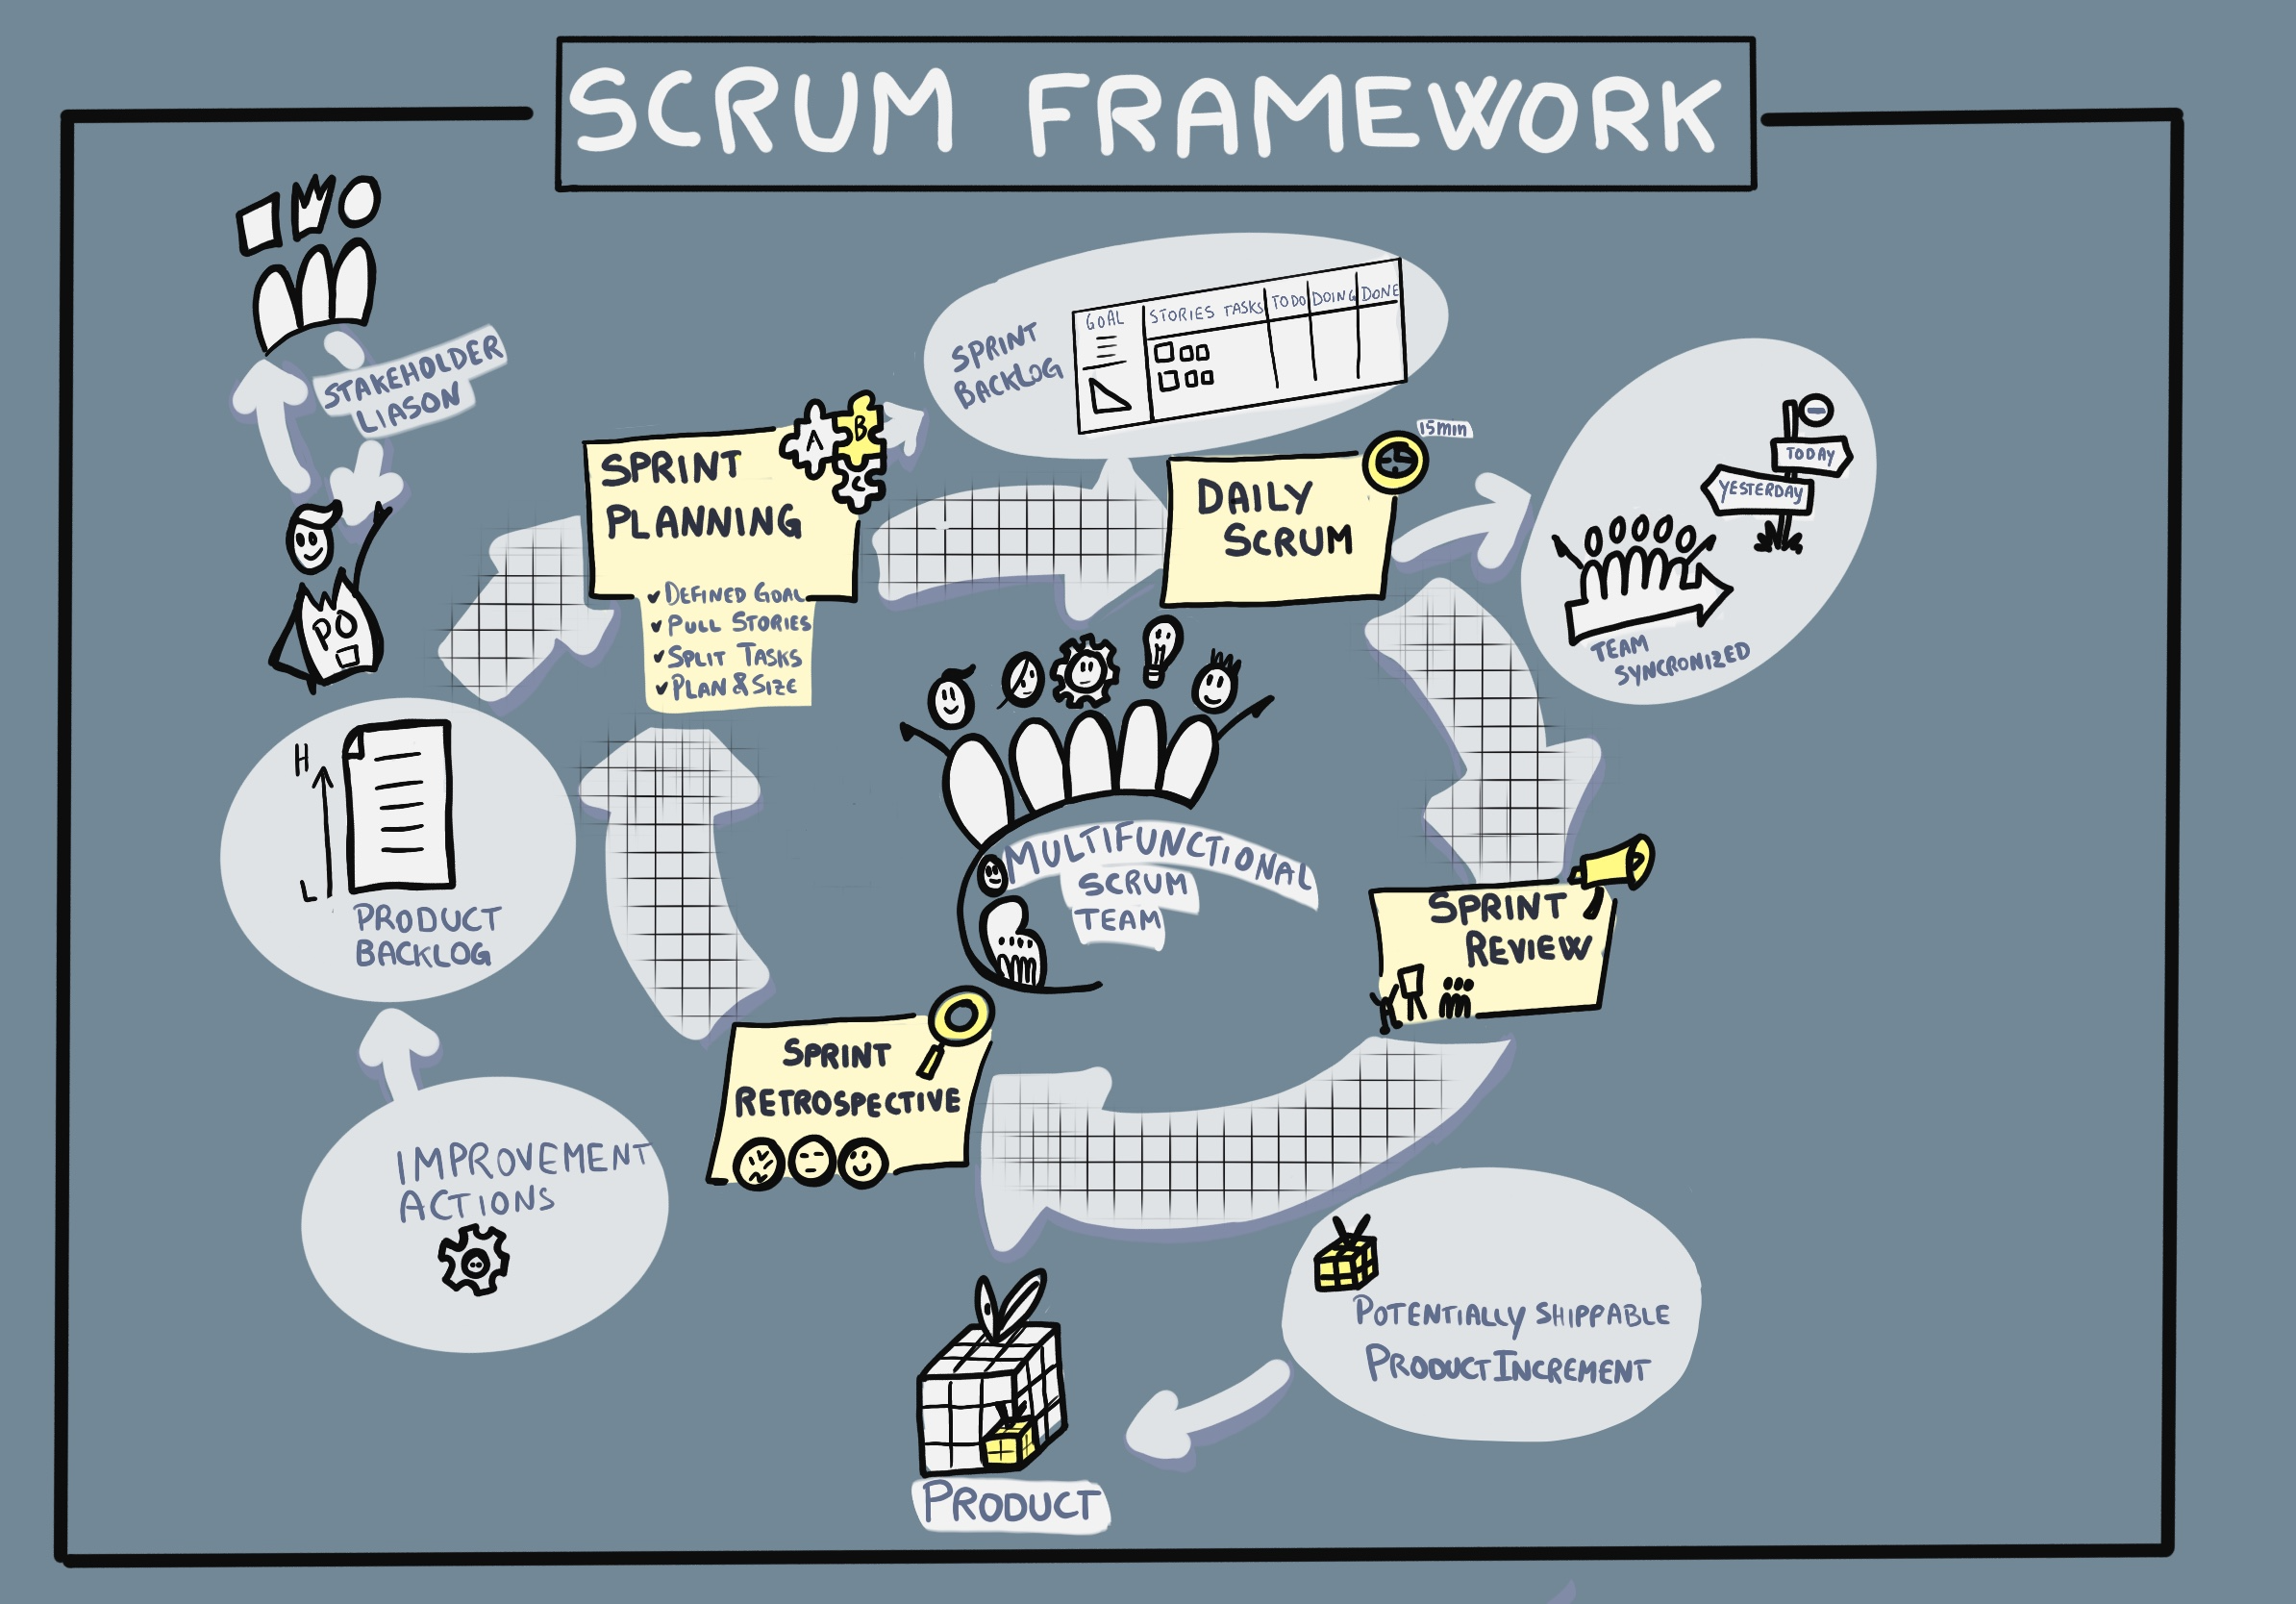 SCRUM FRAMEWORK
STAKEHOLDER
LIASON
PO
H
L
PRODUCT
BACKLOG
IMPROVEMENT
ACTIONS
SPRINT
PLANNING
A
B
C
✓ DEFINED GOAL
✓ PULL STORIES
✓ SPLIT TASKS
✓ PLAN & SIZE
SPRINT
BACKLOG
GOAL
STORIES TASKS
TODO
DOING
DONE
DAILY
SCRUM
15min
TODAY
YESTERDAY
TEAM
SYNCRONIZED
MULTIFUNCTIONAL
SCRUM
TEAM
SPRINT
REVIEW
SPRINT
RETROSPECTIVE
POTENTIALLY SHIPPABLE
PRODUCT INCREMENT
PRODUCT